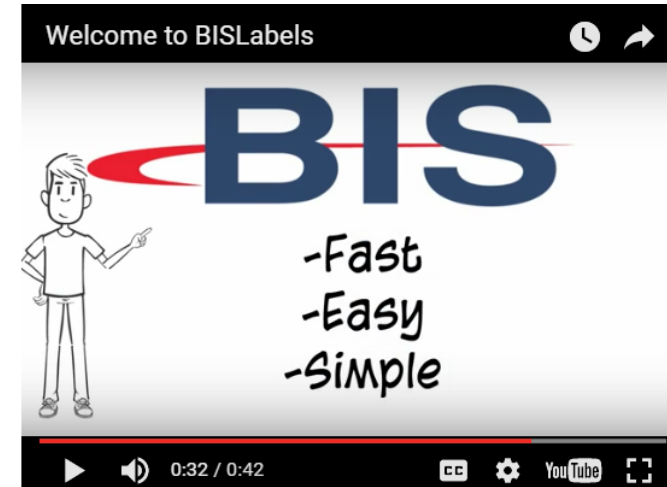 Welcome to BISLabels
BIS
-Fast
-Easy
-Simple
0:32 / 0:42
CC
YouTube